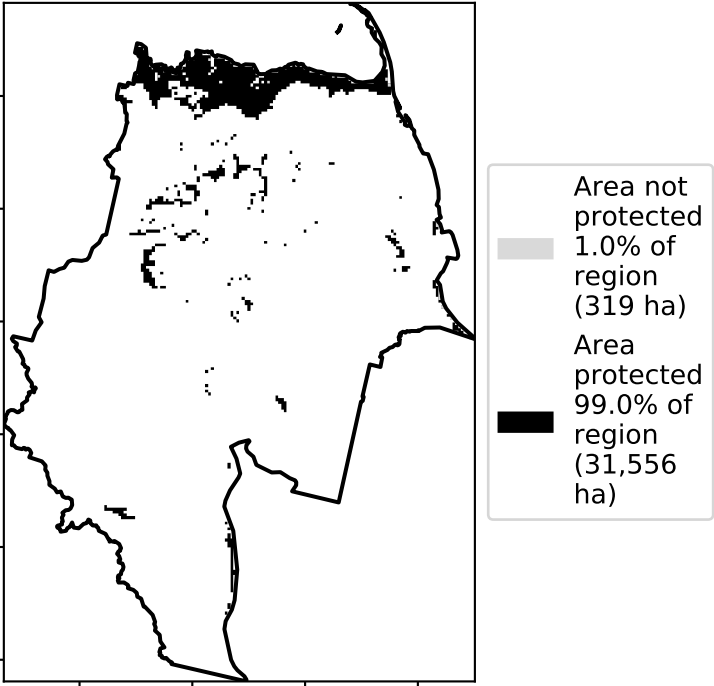 Area not
protected
1.0% of
region
(319 ha)
Area
protected
99.0% of
region
(31,556
ha)